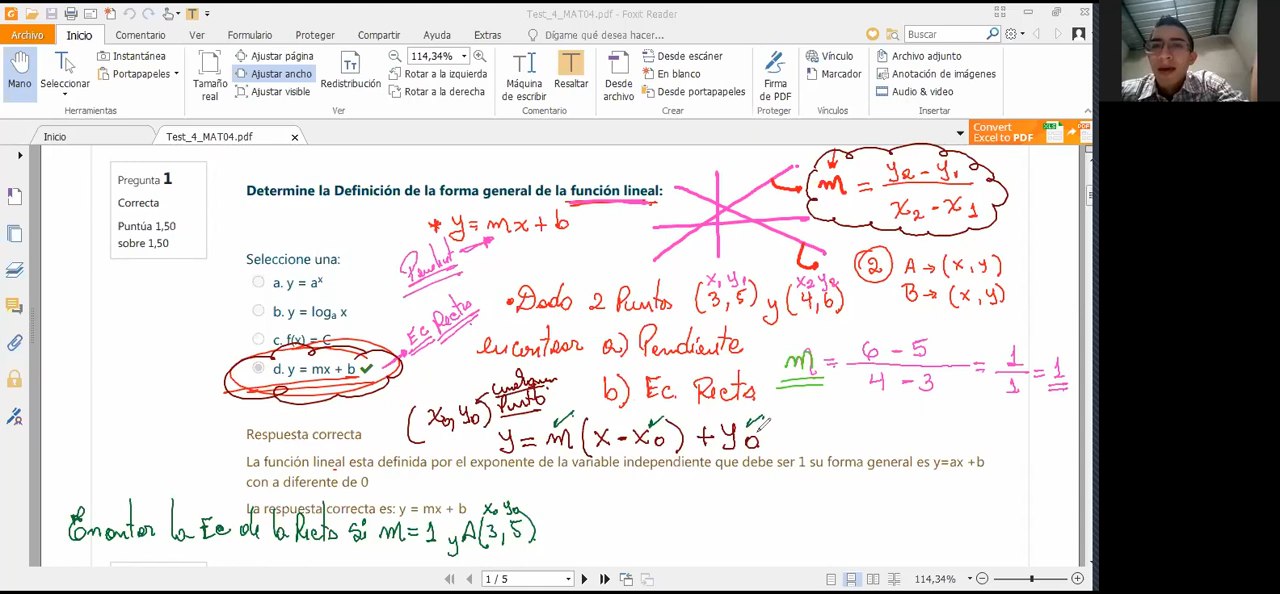 Test_4_MAT04.pdf - Foxit Reader
Archivo Inicio Comentario Ver Formulario Proteger Compartir Ayuda Extras Dígame qué desea hacer... Buscar
Mano
Seleccionar
Instantánea
Portapapeles
Herramientas
Tamaño real
Ajustar página
Ajustar ancho
Ajustar visible
Redistribución
114,34%
Rotar a la izquierda
Rotar a la derecha
Ver
Máquina de escribir
Resaltar
Comentario
Desde archivo
Desde escáner
En blanco
Desde portapapeles
Crear
Firma de PDF
Proteger
Vínculo
Marcador
Vínculos
Archivo adjunto
Anotación de imágenes
Audio & video
Insertar
Inicio Test_4_MAT04.pdf
Convert Excel to PDF
Pregunta 1
Correcta
Puntúa 1,50
sobre 1,50
Determine la Definición de la forma general de la función lineal:
* y = mx + b
m = y2 - y1 / x2 - x1
Seleccione una:
a. y = a^x
b. y = log_a x
c. f(x) = C
d. y = mx + b
Ec Recta
2 A → (x, y)
B → (x, y)
x1 y1 x2 y2
• Dado 2 Puntos (3,5) y (4,6)
encontrar a) Pendiente
b) Ec. Recta
m = 6 - 5 / 4 - 3 = 1 / 1 = 1
(x0, y0) cualquier Punto
y = m(x - x0) + y0
Respuesta correcta
La función lineal esta definida por el exponente de la variable independiente que debe ser 1 su forma general es y=ax +b
con a diferente de 0
La respuesta correcta es: y = mx + b
x0 y0
Encontrar la Ec de la Recta si m = 1 y A(3,5)
1 / 5
114,34%